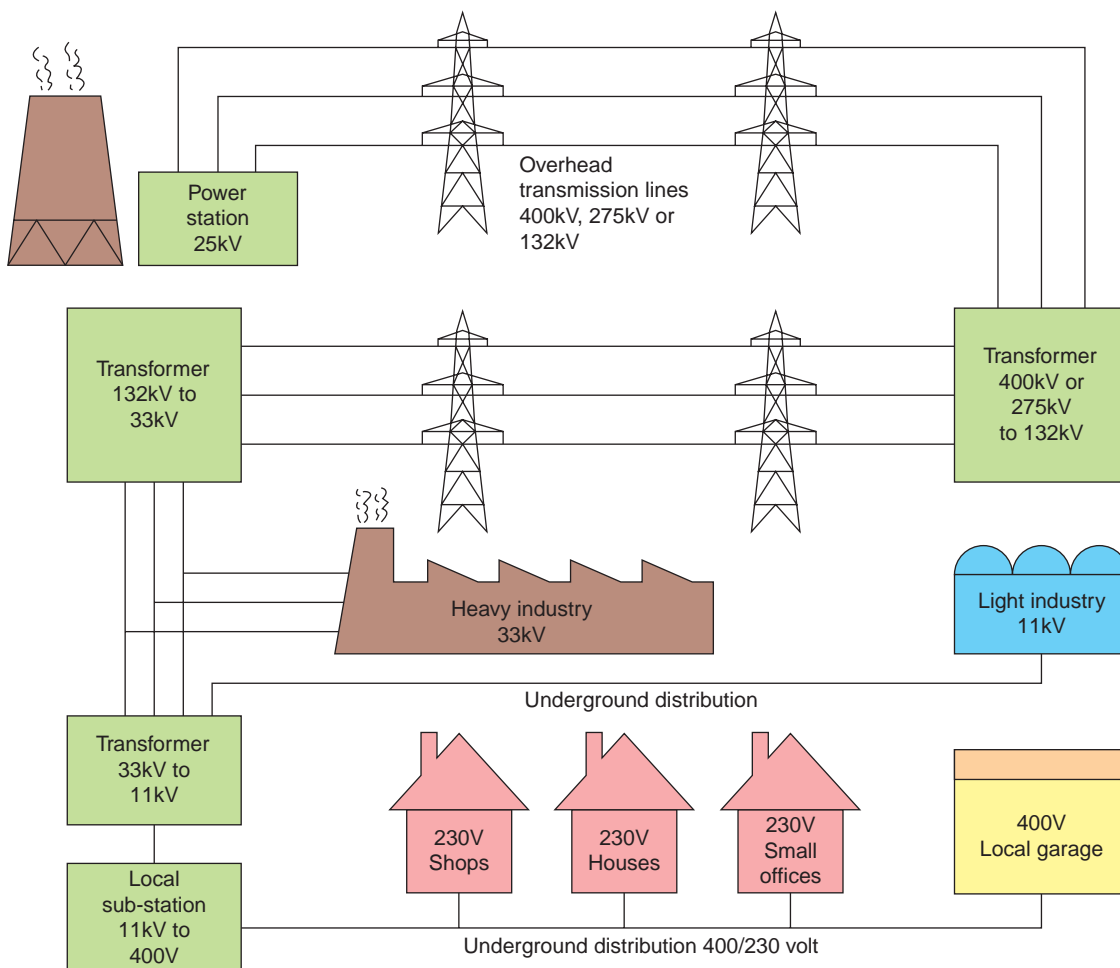 Power
station
25kV
Overhead
transmission lines
400kV, 275kV or
132kV
Transformer
132kV to
33kV
Transformer
400kV or
275kV
to 132kV
Heavy industry
33kV
Light industry
11kV
Underground distribution
Transformer
33kV to
11kV
230V
Shops
230V
Houses
230V
Small
offices
400V
Local garage
Local
sub-station
11kV to
400V
Underground distribution 400/230 volt